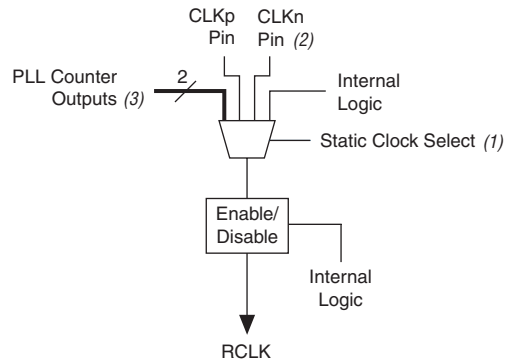 CLKp
Pin
CLKn
Pin (2)
PLL Counter
Outputs (3)
2
Internal
Logic
Static Clock Select (1)
Enable/
Disable
Internal
Logic
RCLK